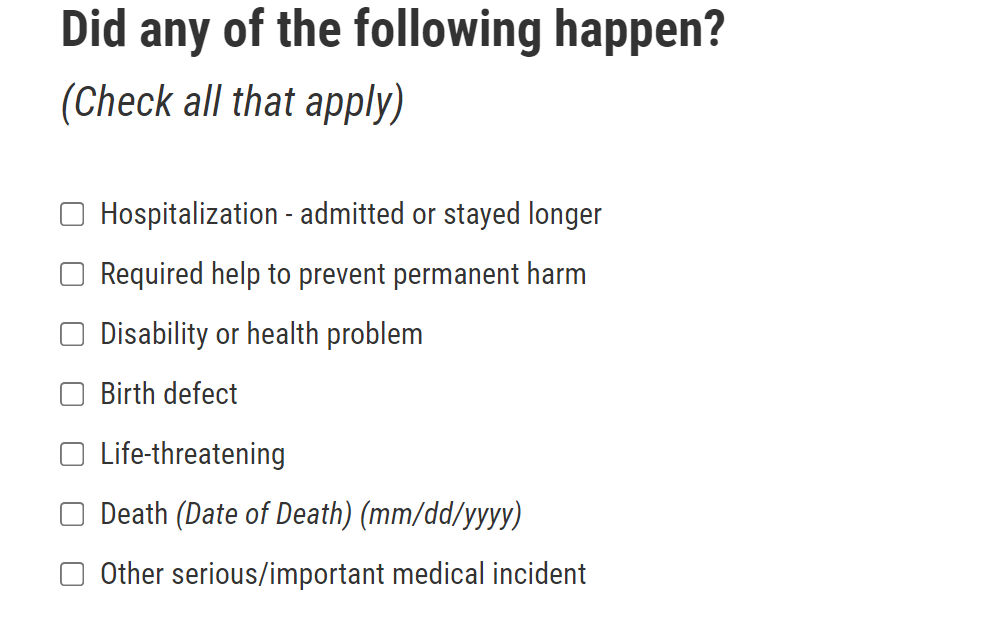 Did any of the following happen?
(Check all that apply)
Hospitalization - admitted or stayed longer
Required help to prevent permanent harm
Disability or health problem
Birth defect
Life-threatening
Death (Date of Death) (mm/dd/yyyy)
Other serious/important medical incident